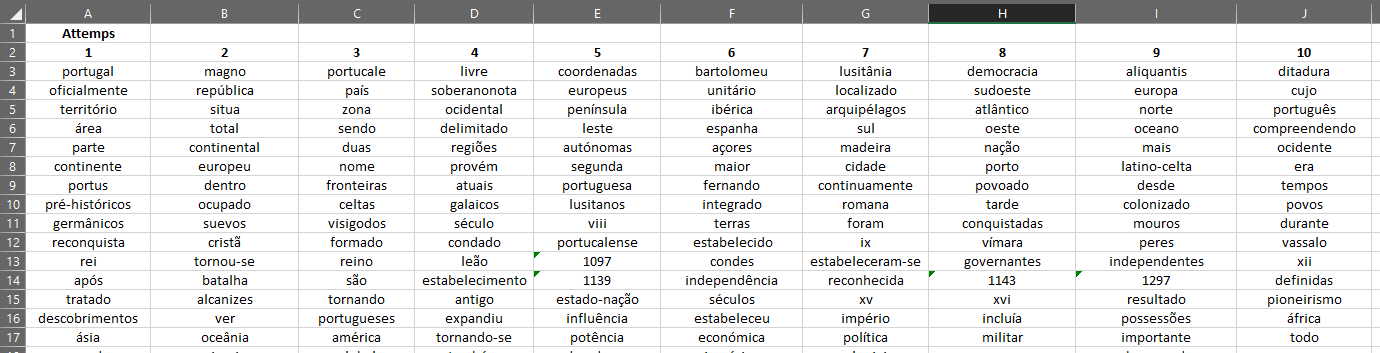 A B C D E F G H I J
1 Attemps
2 1 2 3 4 5 6 7 8 9 10
3 portugal magno portucale livre coordenadas bartolomeu lusitânia democracia aliquantis ditadura
4 oficialmente república país soberanonota europeus unitário localizado sudoeste europa cujo
5 território situa zona ocidental península ibérica arquipélagos atlântico norte português
6 área total sendo delimitado leste espanha sul oeste oceano compreendendo
7 parte continental duas regiões autónomas açores madeira nação mais ocidente
8 continente europeu nome provém segunda maior cidade porto latino-celta era
9 portus dentro fronteiras atuais portuguesa fernando continuamente povoado desde tempos
10 pré-históricos ocupado celtas galaicos lusitanos integrado romana tarde colonizado povos
11 germânicos suevos visigodos século viii terras foram conquistadas mouros durante
12 reconquista cristã formado condado portucalense estabelecido ix vímara peres vassalo
13 rei tornou-se reino leão 1097 condes estabeleceram-se governantes independentes xii
14 após batalha são estabelecimento 1139 independência reconhecida 1143 1297 definidas
15 tratado alcanizes tornando antigo estado-nação séculos xv xvi resultado pioneirismo
16 descobrimentos ver portugueses expandiu influência estabeleceu império incluía possessões áfrica
17 ásia oceânia américa tornando-se potência económica política militar importante todo